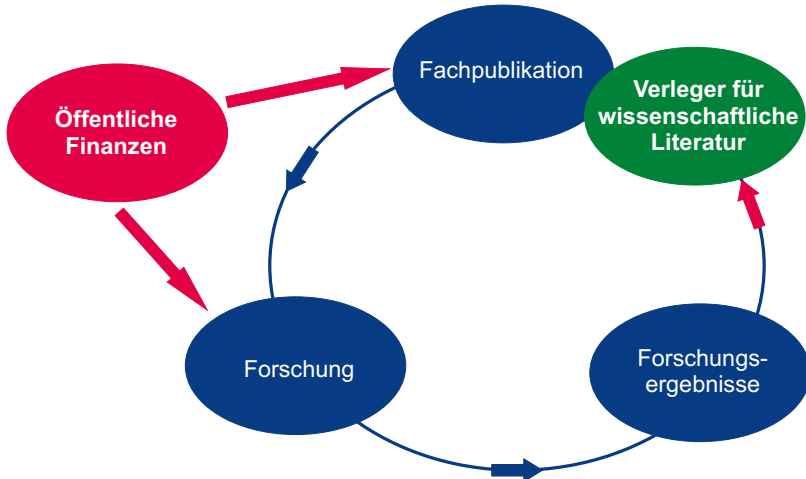 Fachpublikation
Verleger für
wissenschaftliche
Literatur
Öffentliche
Finanzen
Forschung
Forschungs-
ergebnisse